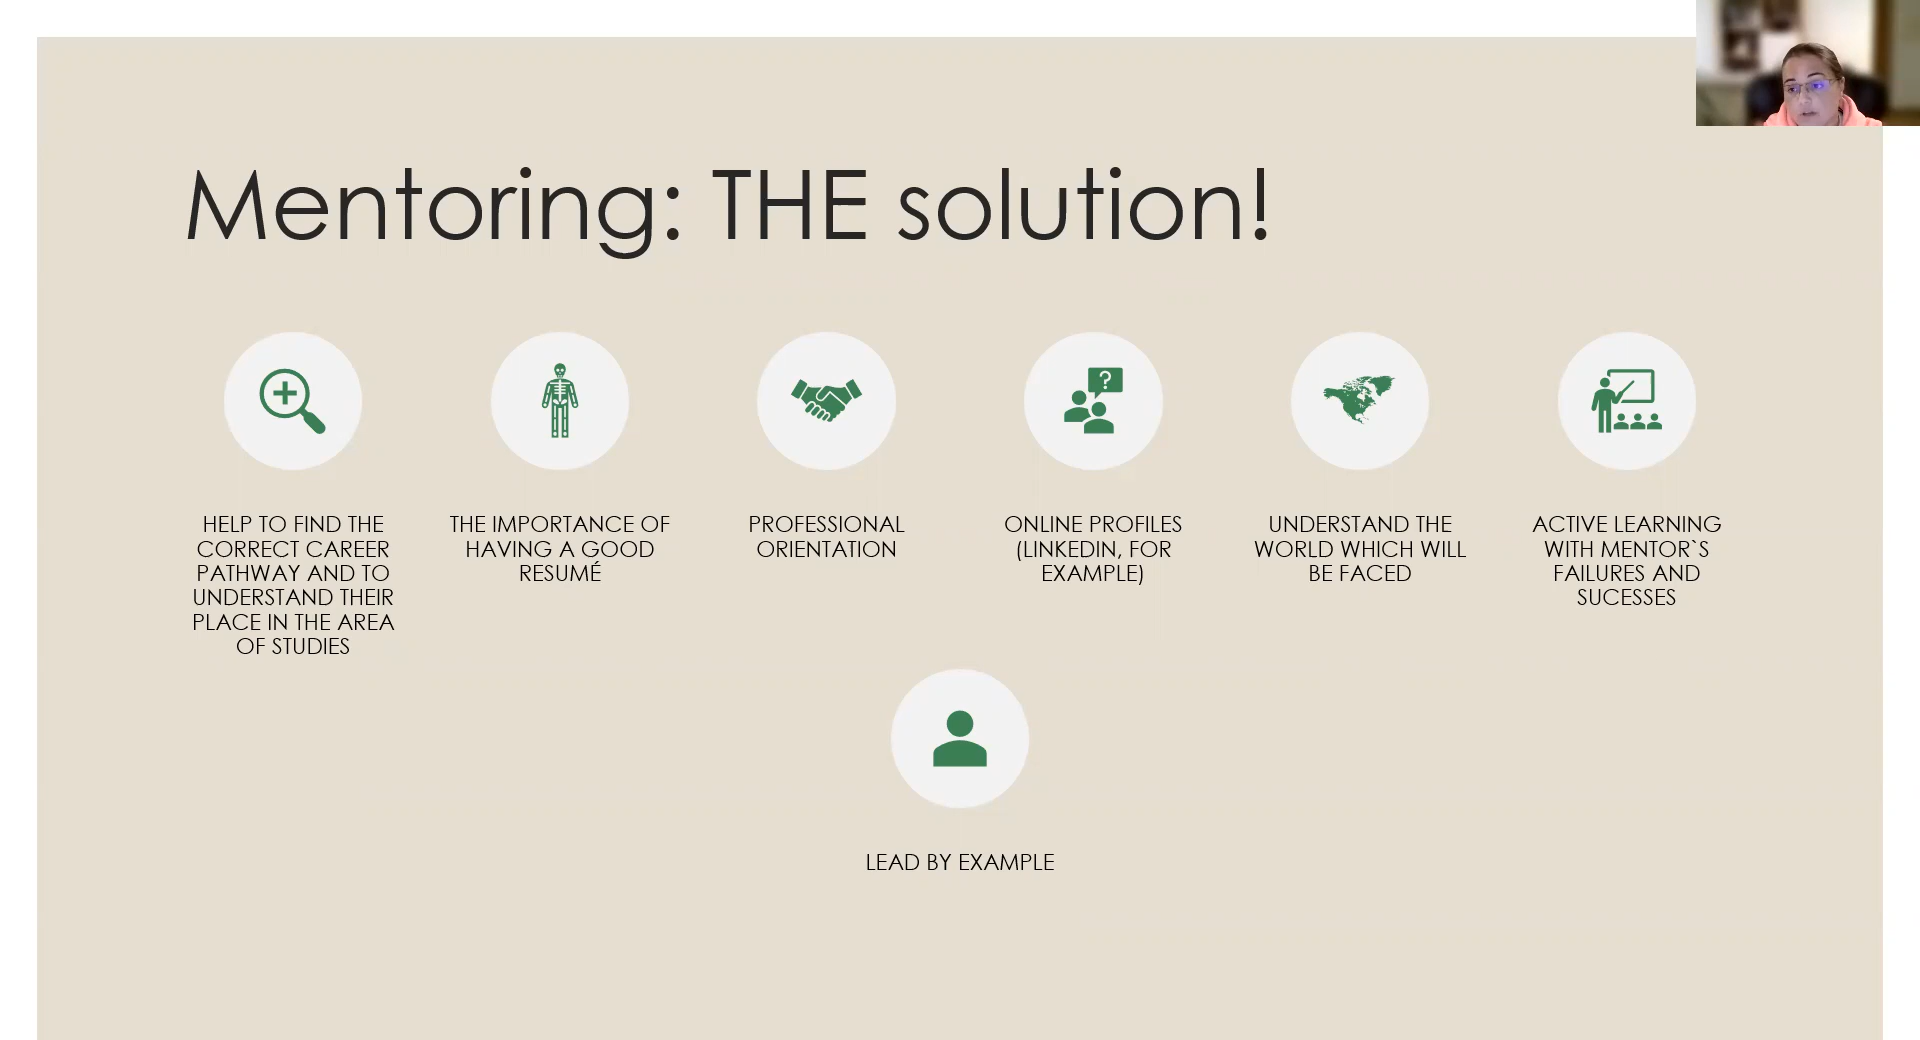 Mentoring: THE solution!
?
HELP TO FIND THE
CORRECT CAREER
PATHWAY AND TO
UNDERSTAND THEIR
PLACE IN THE AREA
OF STUDIES
THE IMPORTANCE OF
HAVING A GOOD
RESUMÉ
PROFESSIONAL
ORIENTATION
ONLINE PROFILES
(LINKEDIN, FOR
EXAMPLE)
UNDERSTAND THE
WORLD WHICH WILL
BE FACED
ACTIVE LEARNING
WITH MENTOR`S
FAILURES AND
SUCESSES
LEAD BY EXAMPLE